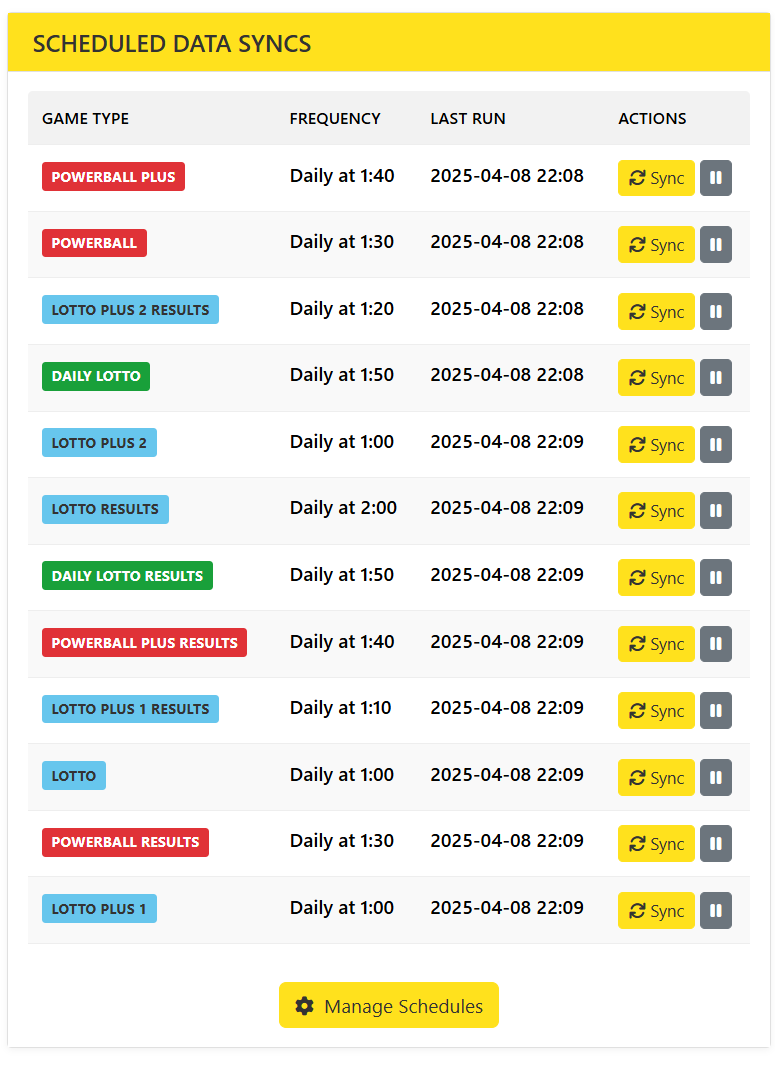 SCHEDULED DATA SYNCS
GAME TYPE FREQUENCY LAST RUN ACTIONS
POWERBALL PLUS Daily at 1:40 2025-04-08 22:08 Sync
POWERBALL Daily at 1:30 2025-04-08 22:08 Sync
LOTTO PLUS 2 RESULTS Daily at 1:20 2025-04-08 22:08 Sync
DAILY LOTTO Daily at 1:50 2025-04-08 22:08 Sync
LOTTO PLUS 2 Daily at 1:00 2025-04-08 22:09 Sync
LOTTO RESULTS Daily at 2:00 2025-04-08 22:09 Sync
DAILY LOTTO RESULTS Daily at 1:50 2025-04-08 22:09 Sync
POWERBALL PLUS RESULTS Daily at 1:40 2025-04-08 22:09 Sync
LOTTO PLUS 1 RESULTS Daily at 1:10 2025-04-08 22:09 Sync
LOTTO Daily at 1:00 2025-04-08 22:09 Sync
POWERBALL RESULTS Daily at 1:30 2025-04-08 22:09 Sync
LOTTO PLUS 1 Daily at 1:00 2025-04-08 22:09 Sync
Manage Schedules